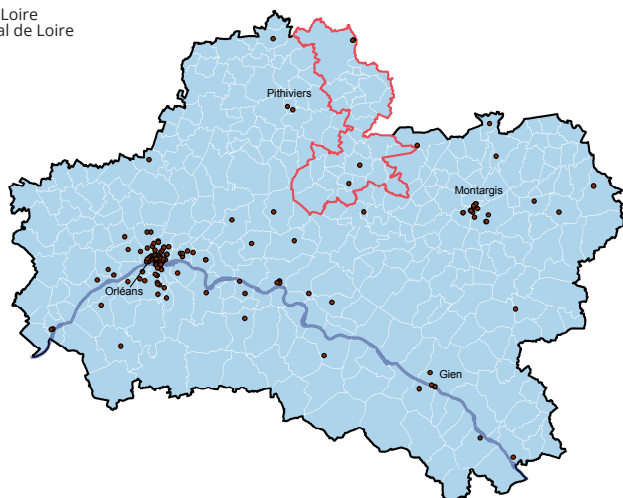 Loire
al de Loire
Pithiviers
Montargis
Orléans
Gien